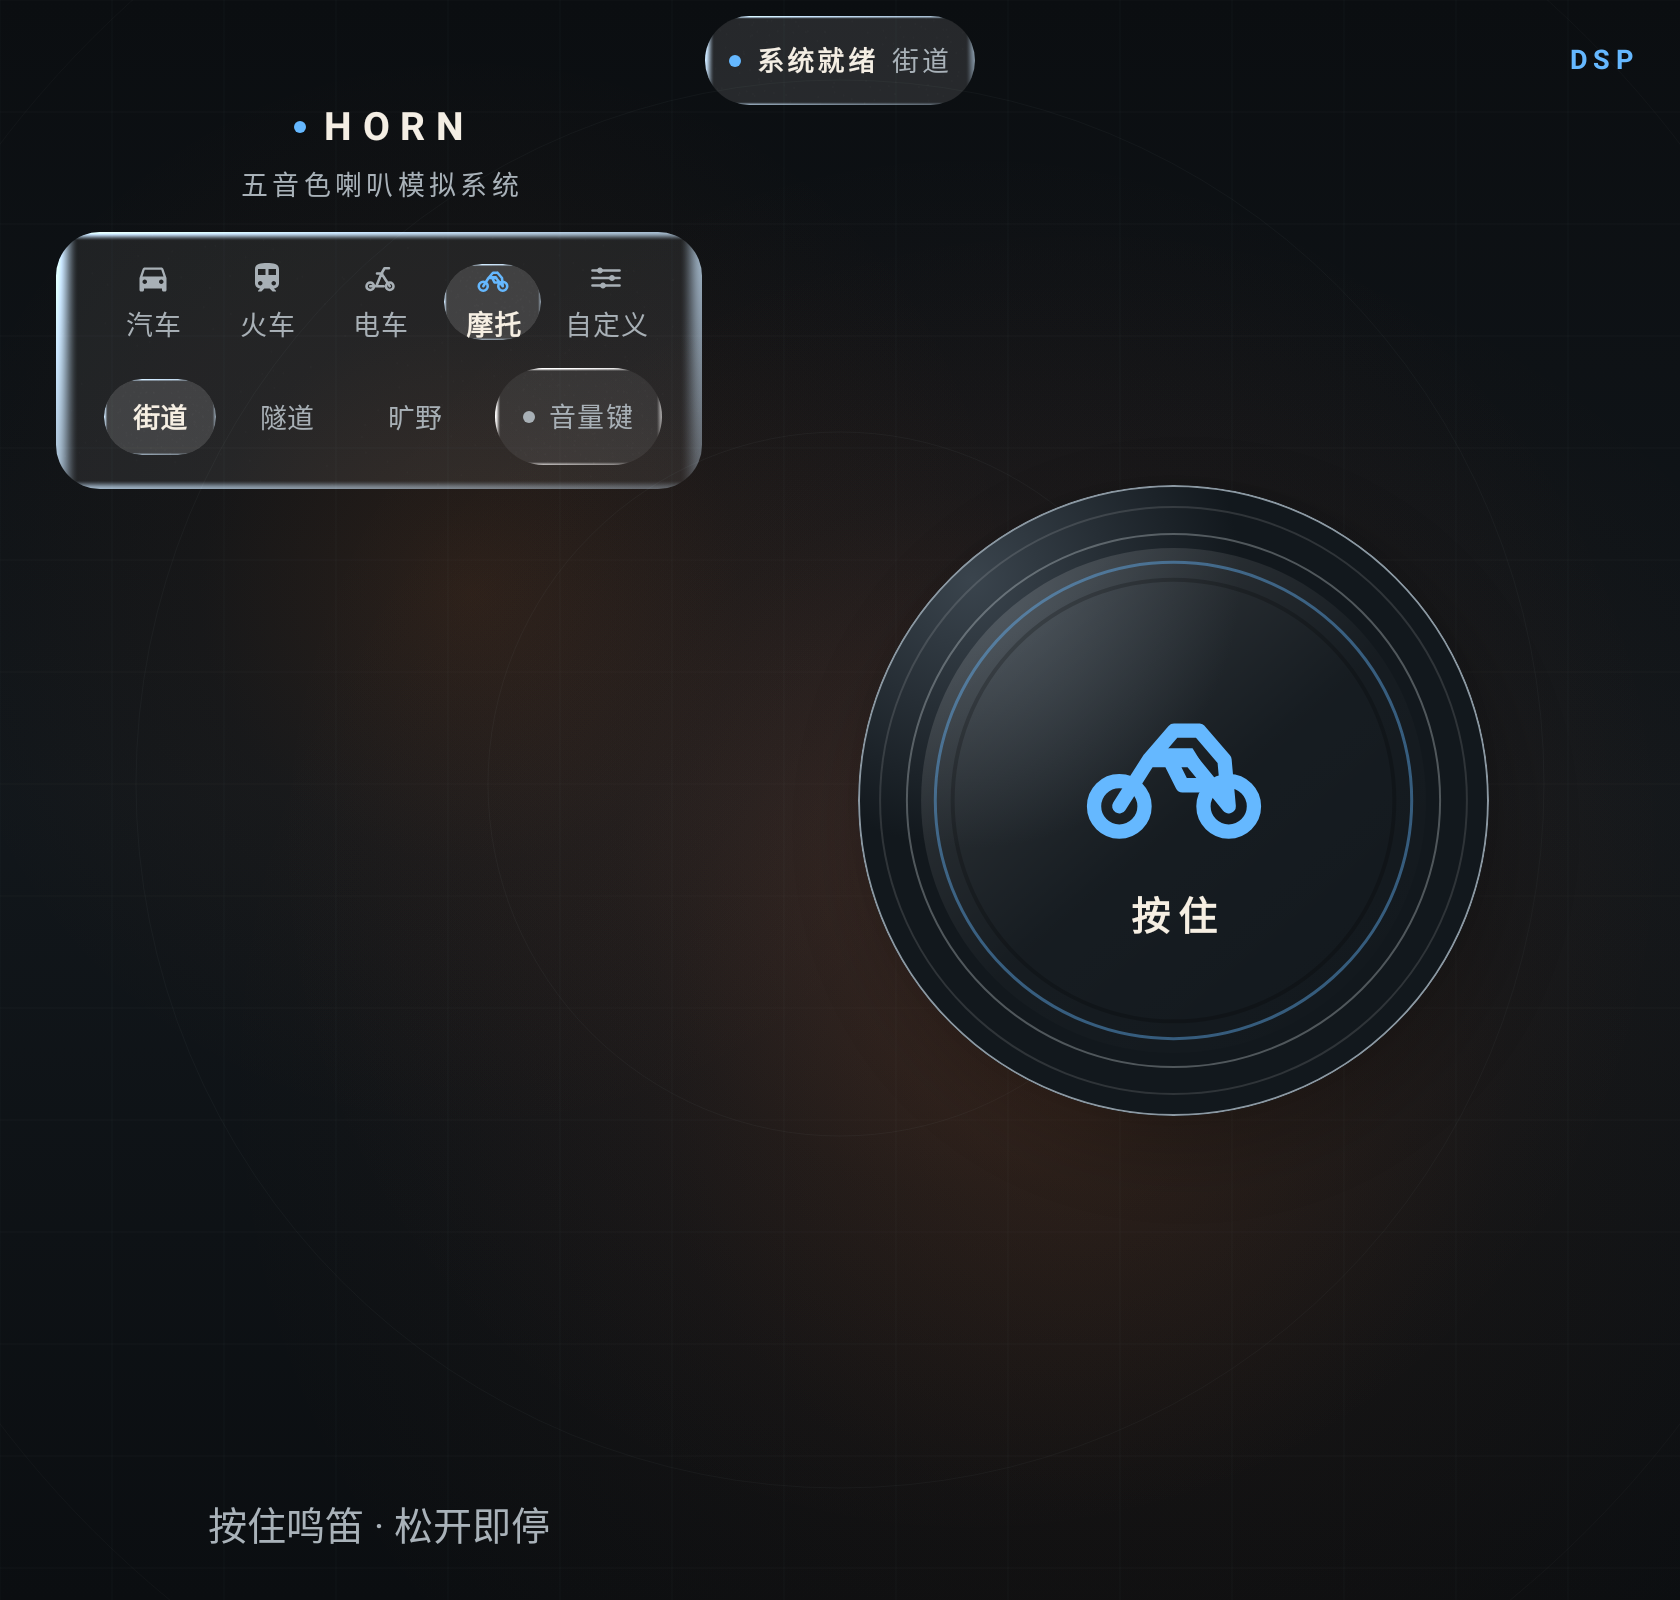 系统就绪 街道
DSP
HORN
五音色喇叭模拟系统
汽车 火车 电车 摩托 自定义
街道 隧道 旷野 音量键
按住
按住鸣笛 · 松开即停